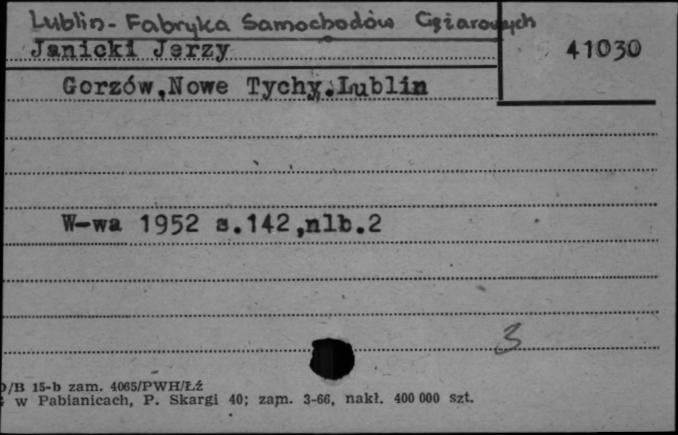 Lublin - Fabryka Samochodów Ciężarowych
Janicki Jerzy
41030
Gorzów,Nowe Tychy.Lublin
W-wa 1952 s.142,nlb.2
3
/B 15-b zam. 4065/PWH/Łź
w Pabianicach, P. Skargi 40; zam. 3-66, nakł. 400 000 szt.